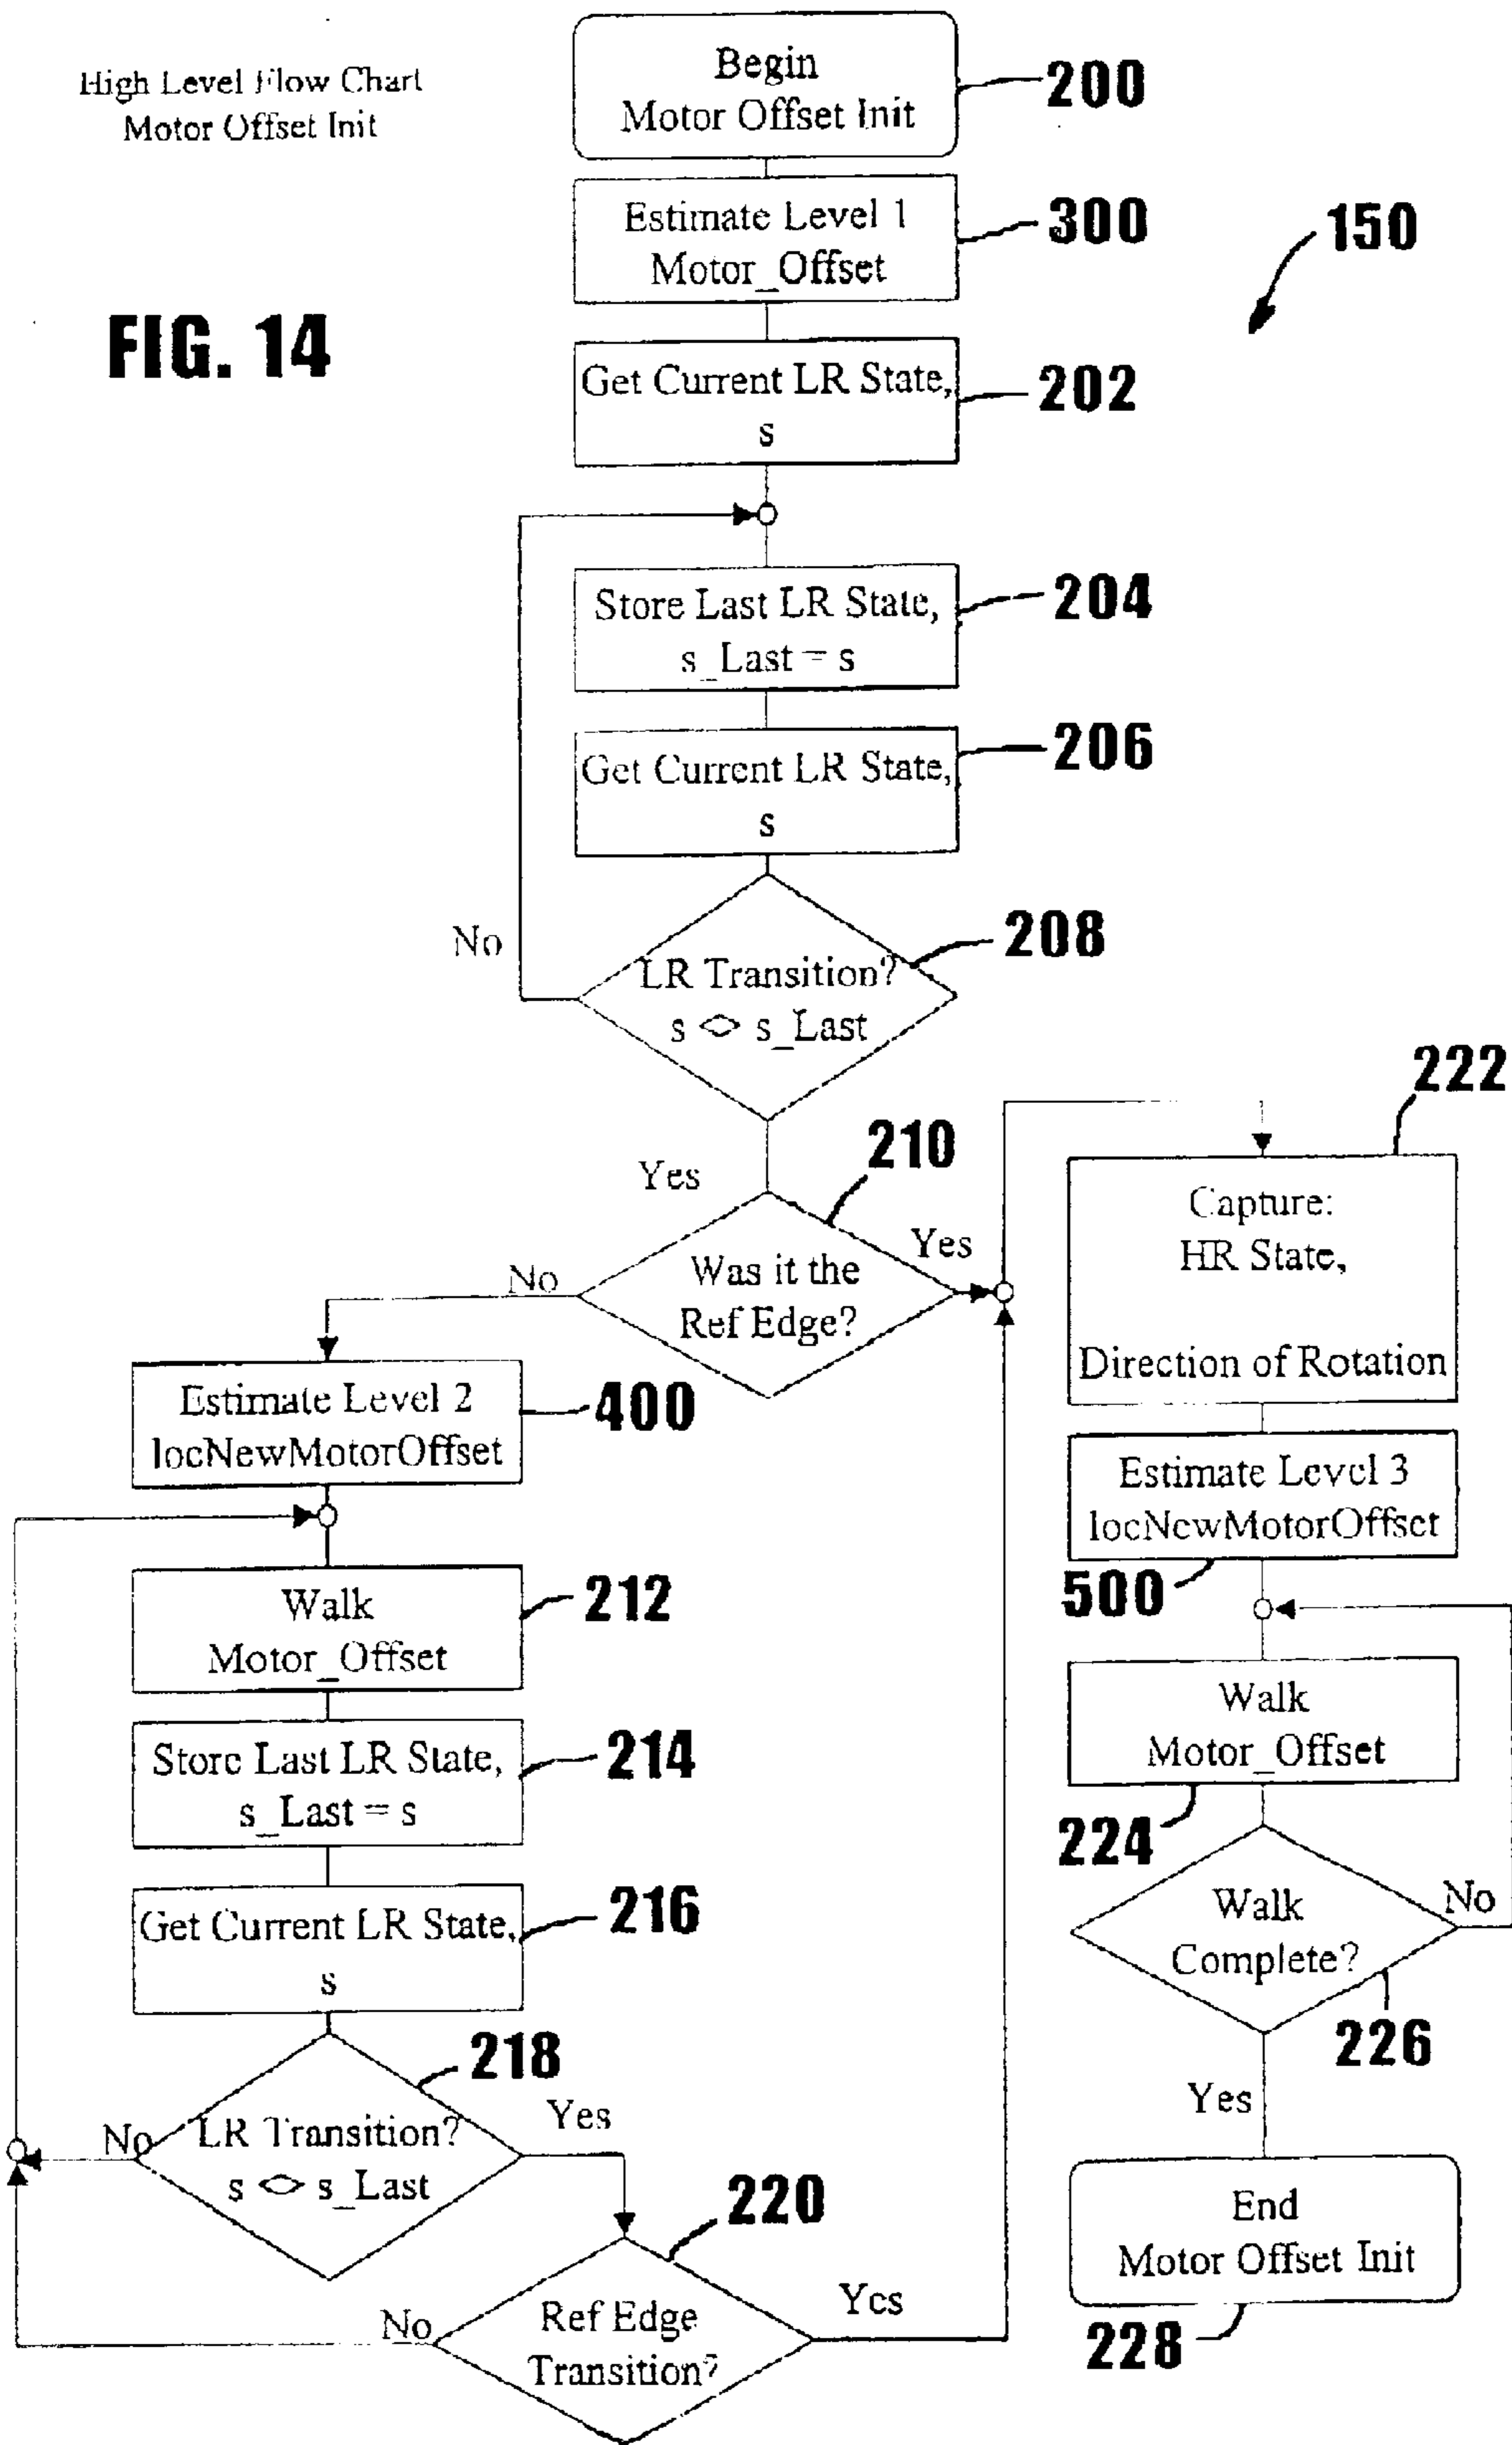 High Level Flow Chart
Motor Offset Init
FIG. 14
150
Begin
Motor Offset Init
200
Estimate Level 1
Motor_Offset
300
Get Current LR State,
s
202
Store Last LR State,
s_Last = s
204
Get Current LR State,
s
206
LR Transition?
s <> s_Last
208
No
Yes
Was it the
Ref Edge?
210
No
Yes
Estimate Level 2
locNewMotorOffset
400
Walk
Motor_Offset
212
Store Last LR State,
s_Last = s
214
Get Current LR State,
s
216
LR Transition?
s <> s_Last
218
No
Yes
Ref Edge
Transition?
220
No
Yes
222
Capture:
HR State,
Direction of Rotation
Estimate Level 3
locNewMotorOffset
500
Walk
Motor_Offset
224
Walk
Complete?
No
226
Yes
End
Motor Offset Init
228